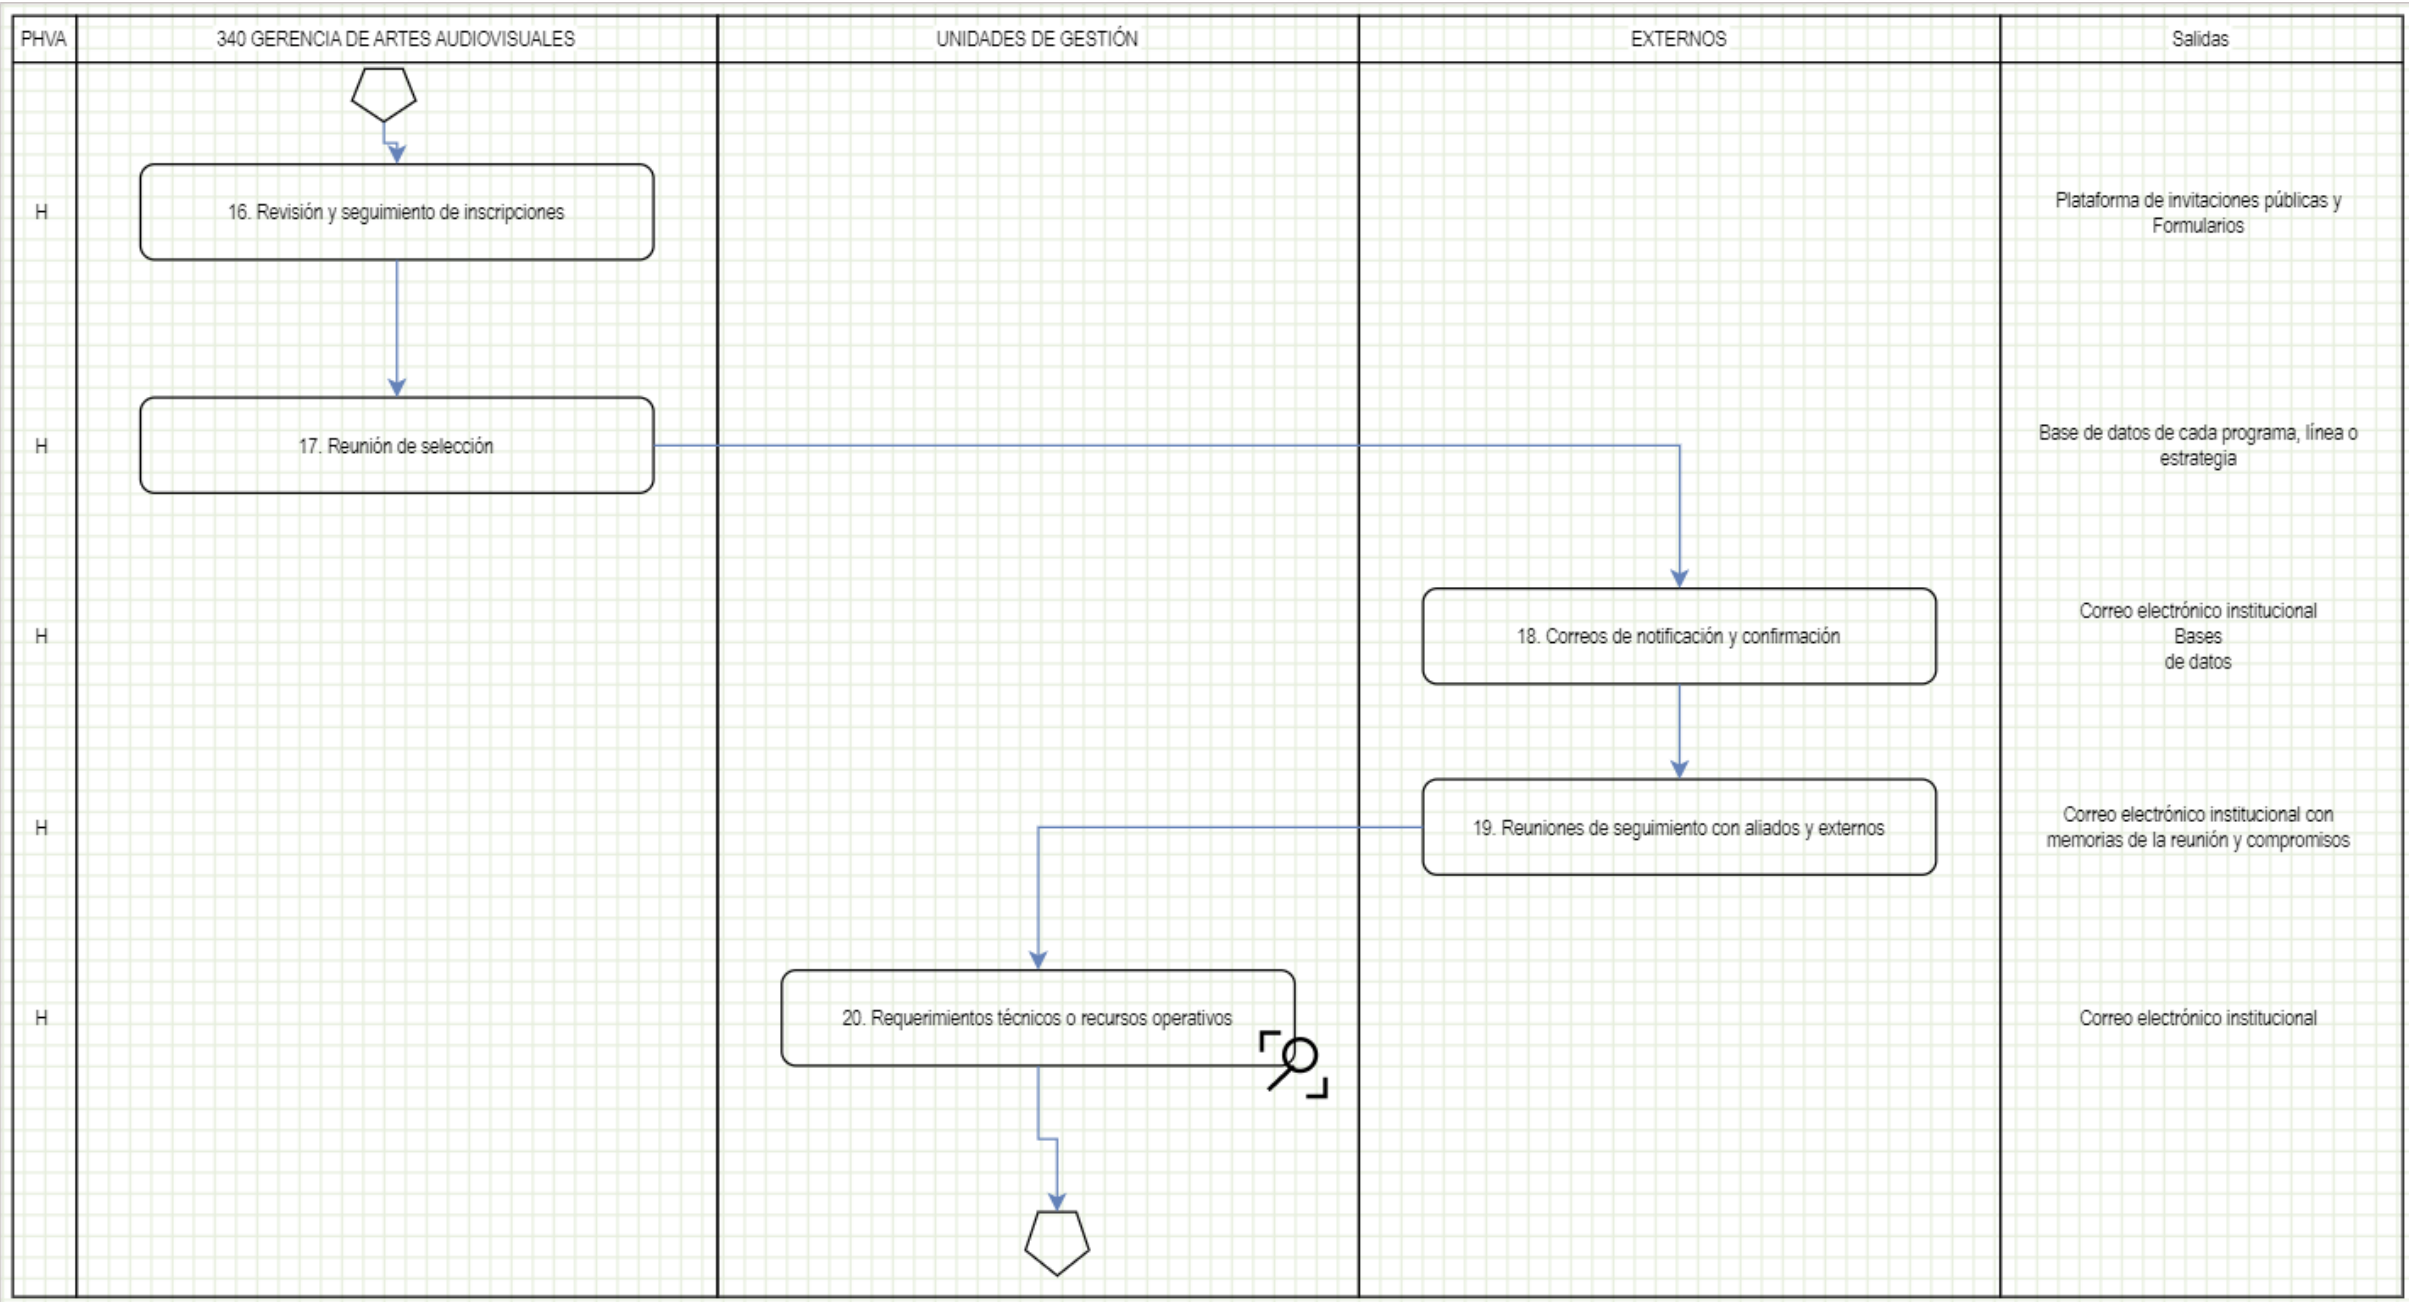 PHVA
340 GERENCIA DE ARTES AUDIOVISUALES
UNIDADES DE GESTIÓN
EXTERNOS
Salidas
H
16. Revisión y seguimiento de inscripciones
Plataforma de invitaciones públicas y
Formularios
H
17. Reunión de selección
Base de datos de cada programa, línea o
estrategia
H
18. Correos de notificación y confirmación
Correo electrónico institucional
Bases
de datos
H
19. Reuniones de seguimiento con aliados y externos
Correo electrónico institucional con
memorias de la reunión y compromisos
H
20. Requerimientos técnicos o recursos operativos
Correo electrónico institucional